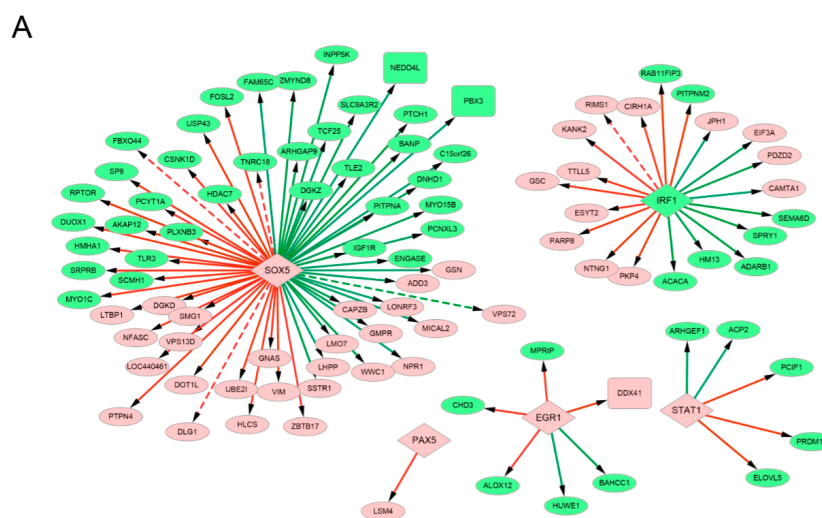 A
INPP5K
NEDD4L
FAM65C
ZMYND8
FOSL2
SLC9A3R2
PBX3
USP43
TCF25
PTCH1
FBXO44
CSNK1D
TNRC18
ARHGAP9
BANP
C15orf26
SP8
TLE2
RPTOR
PCYT1A
HDAC7
DGKZ
DNHD1
DUOX1
AKAP12
PLXNB3
PITPNA
MYO15B
HMHA1
TLR3
IGF1R
PCNXL3
SRPRB
SCMH1
SOX5
ENGASE
GSN
MYO1C
ADD3
LTBP1
DGKD
SMG1
CAPZB
LONRF3
VPS72
NFASC
VPS13D
GMPR
MICAL2
LOC440461
GNAS
LMO7
DOT1L
UBE2I
VIM
LHPP
SSTR1
WWC1
NPR1
PTPN4
DLG1
HLCS
ZBTB17
RAB11FIP3
RIMS1
CIRH1A
PITPNM2
KANK2
JPH1
EIF3A
GSC
TTLL5
PDZD2
ESYT2
IRF1
CAMTA1
PARP8
SEMA6D
SPRY1
NTNG1
PKP4
HM13
ADARB1
ACACA
PAX5
LSM4
MPRIP
CHD3
DDX41
EGR1
ALOX12
HUWE1
BAHCC1
ARHGEF1
ACP2
PCIF1
STAT1
PRDM1
ELOVL5